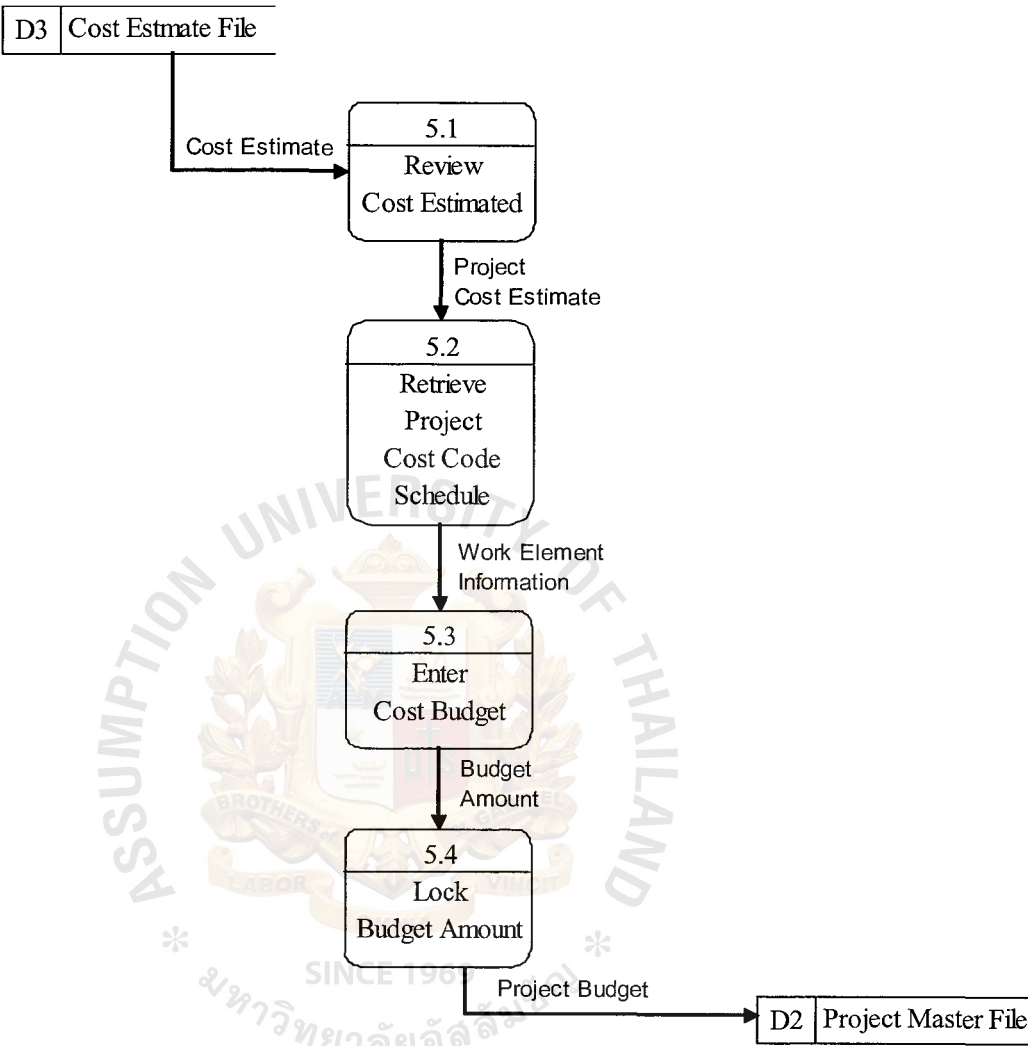 D3 Cost Estmate File
5.1
Cost Estimate
Review
Cost Estimated
Project
Cost Estimate
5.2
Retrieve
Project
Cost Code
Schedule
Work Element
Information
5.3
Enter
Cost Budget
Budget
Amount
5.4
Lock
Budget Amount
Project Budget
D2 Project Master File
ASSUMPTION UNIVERSITY OF THAILAND
LABOR
VINCIT
SINCE 1969